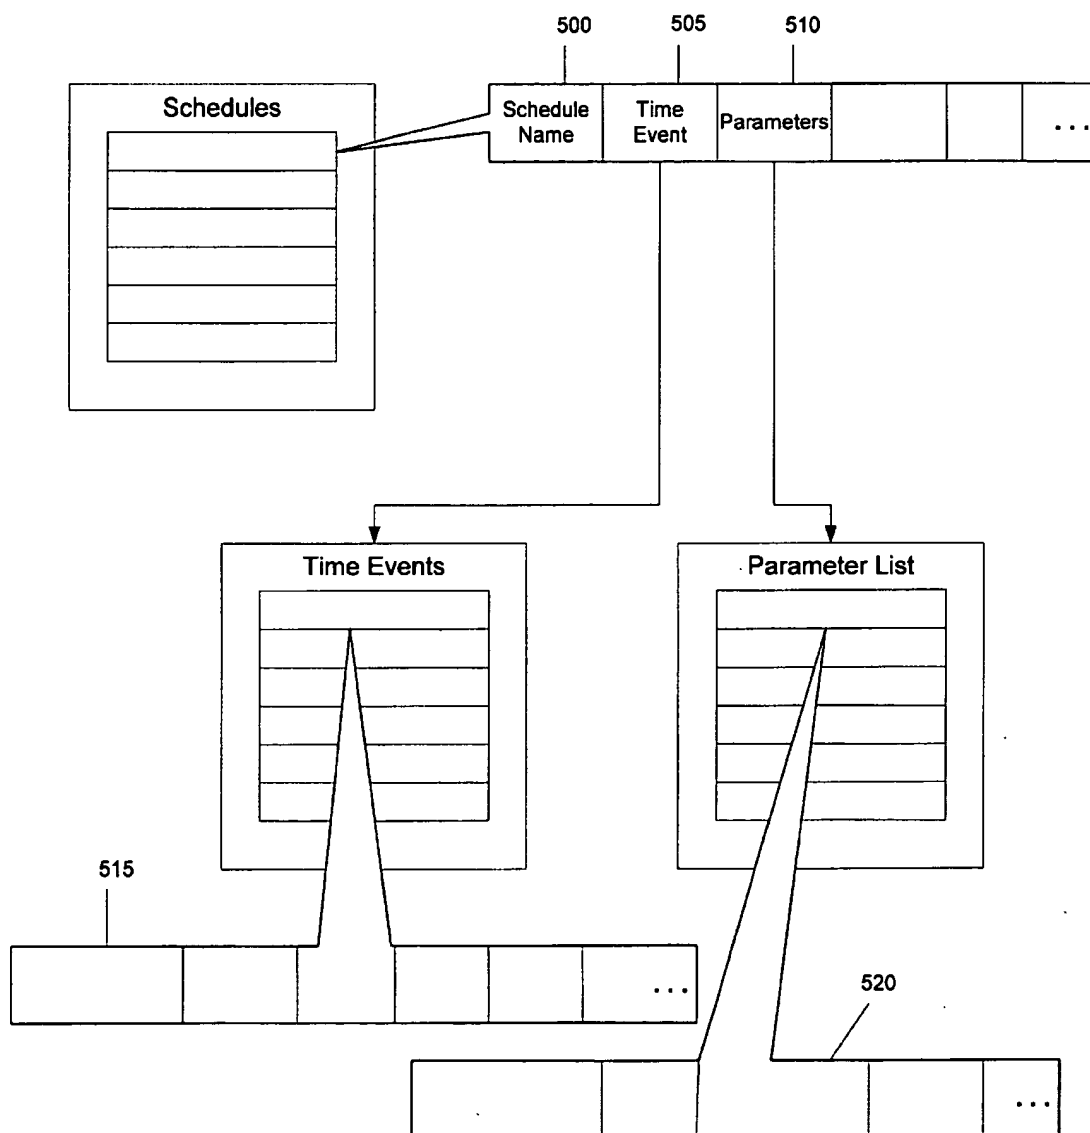 500
505
510
Schedules
Schedule
Name
Time
Event
Parameters
...
Time Events
Parameter List
515
...
520
...